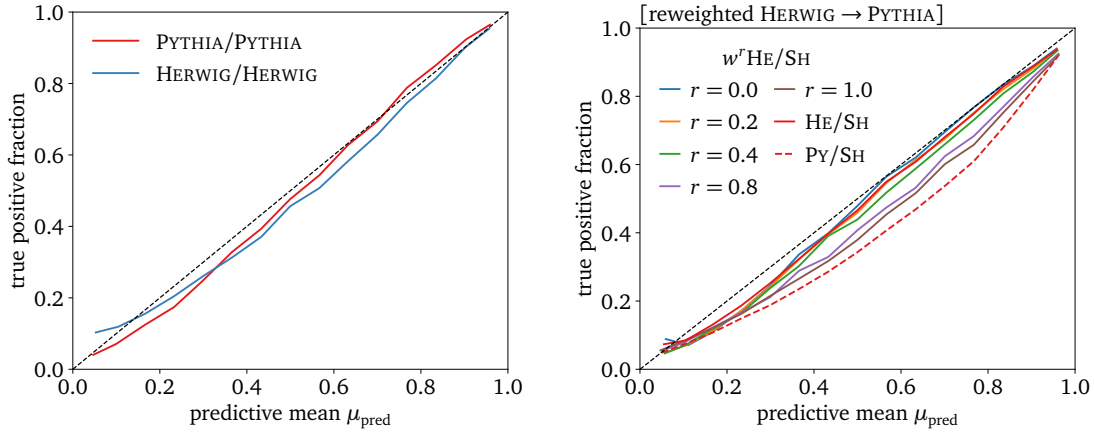 true positive fraction
1.0
0.8
0.6
0.4
0.2
0.0
PYTHIA/PYTHIA
HERWIG/HERWIG
0.0 0.2 0.4 0.6 0.8 1.0
predictive mean μpred
[reweighted HERWIG → PYTHIA]
true positive fraction
1.0
0.8
0.6
0.4
0.2
0.0
w^r HE/SH
r = 0.0 r = 1.0
r = 0.2 HE/SH
r = 0.4 PY/SH
r = 0.8
0.0 0.2 0.4 0.6 0.8 1.0
predictive mean μpred